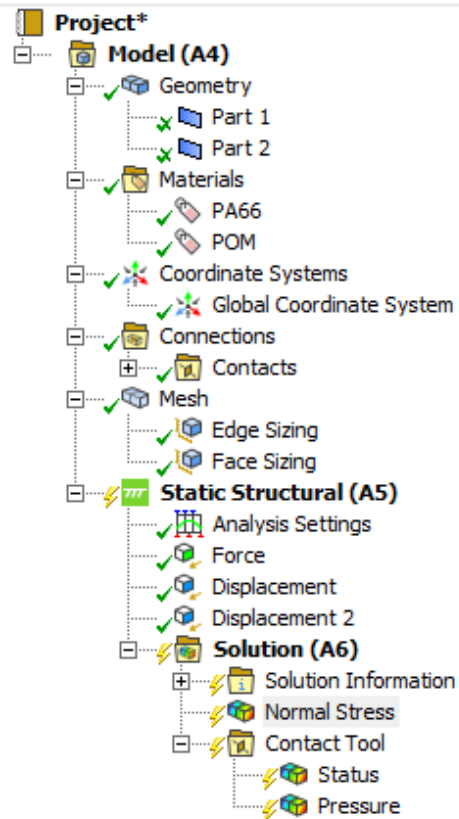 Project*
Model (A4)
Geometry
Part 1
Part 2
Materials
PA66
POM
Coordinate Systems
Global Coordinate System
Connections
Contacts
Mesh
Edge Sizing
Face Sizing
Static Structural (A5)
Analysis Settings
Force
Displacement
Displacement 2
Solution (A6)
Solution Information
Normal Stress
Contact Tool
Status
Pressure